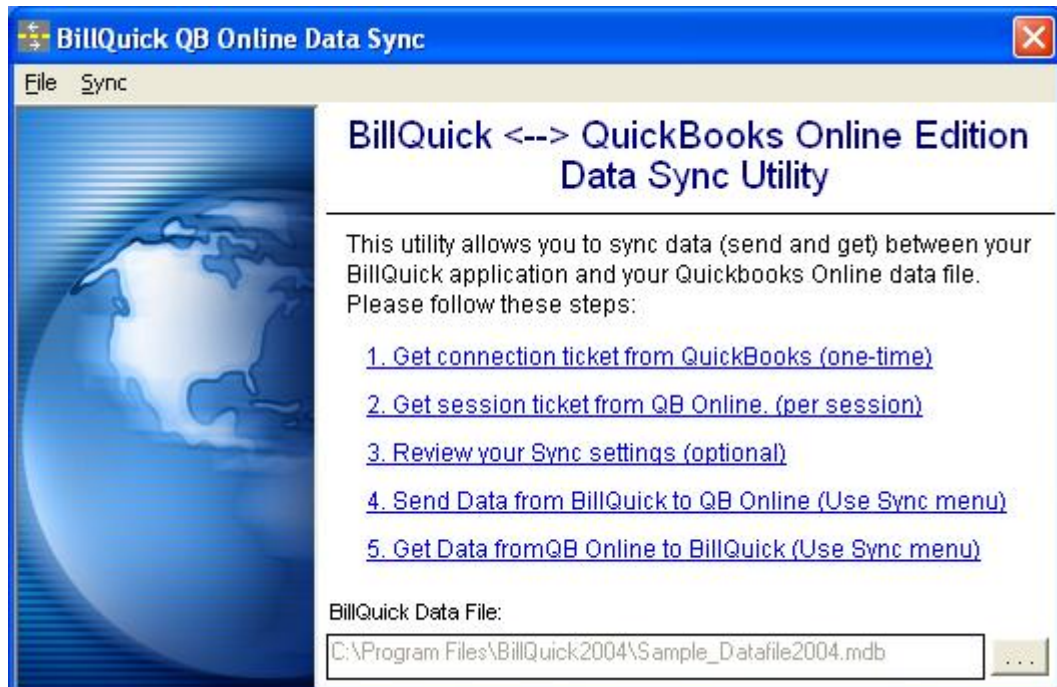 BillQuick QB Online Data Sync
File Sync
BillQuick <--> QuickBooks Online Edition
Data Sync Utility
This utility allows you to sync data (send and get) between your
BillQuick application and your Quickbooks Online data file.
Please follow these steps:
1. Get connection ticket from QuickBooks (one-time)
2. Get session ticket from QB Online. (per session)
3. Review your Sync settings (optional)
4. Send Data from BillQuick to QB Online (Use Sync menu)
5. Get Data fromQB Online to BillQuick (Use Sync menu)
BillQuick Data File:
C:\Program Files\BillQuick2004\Sample_Datafile2004.mdb
...